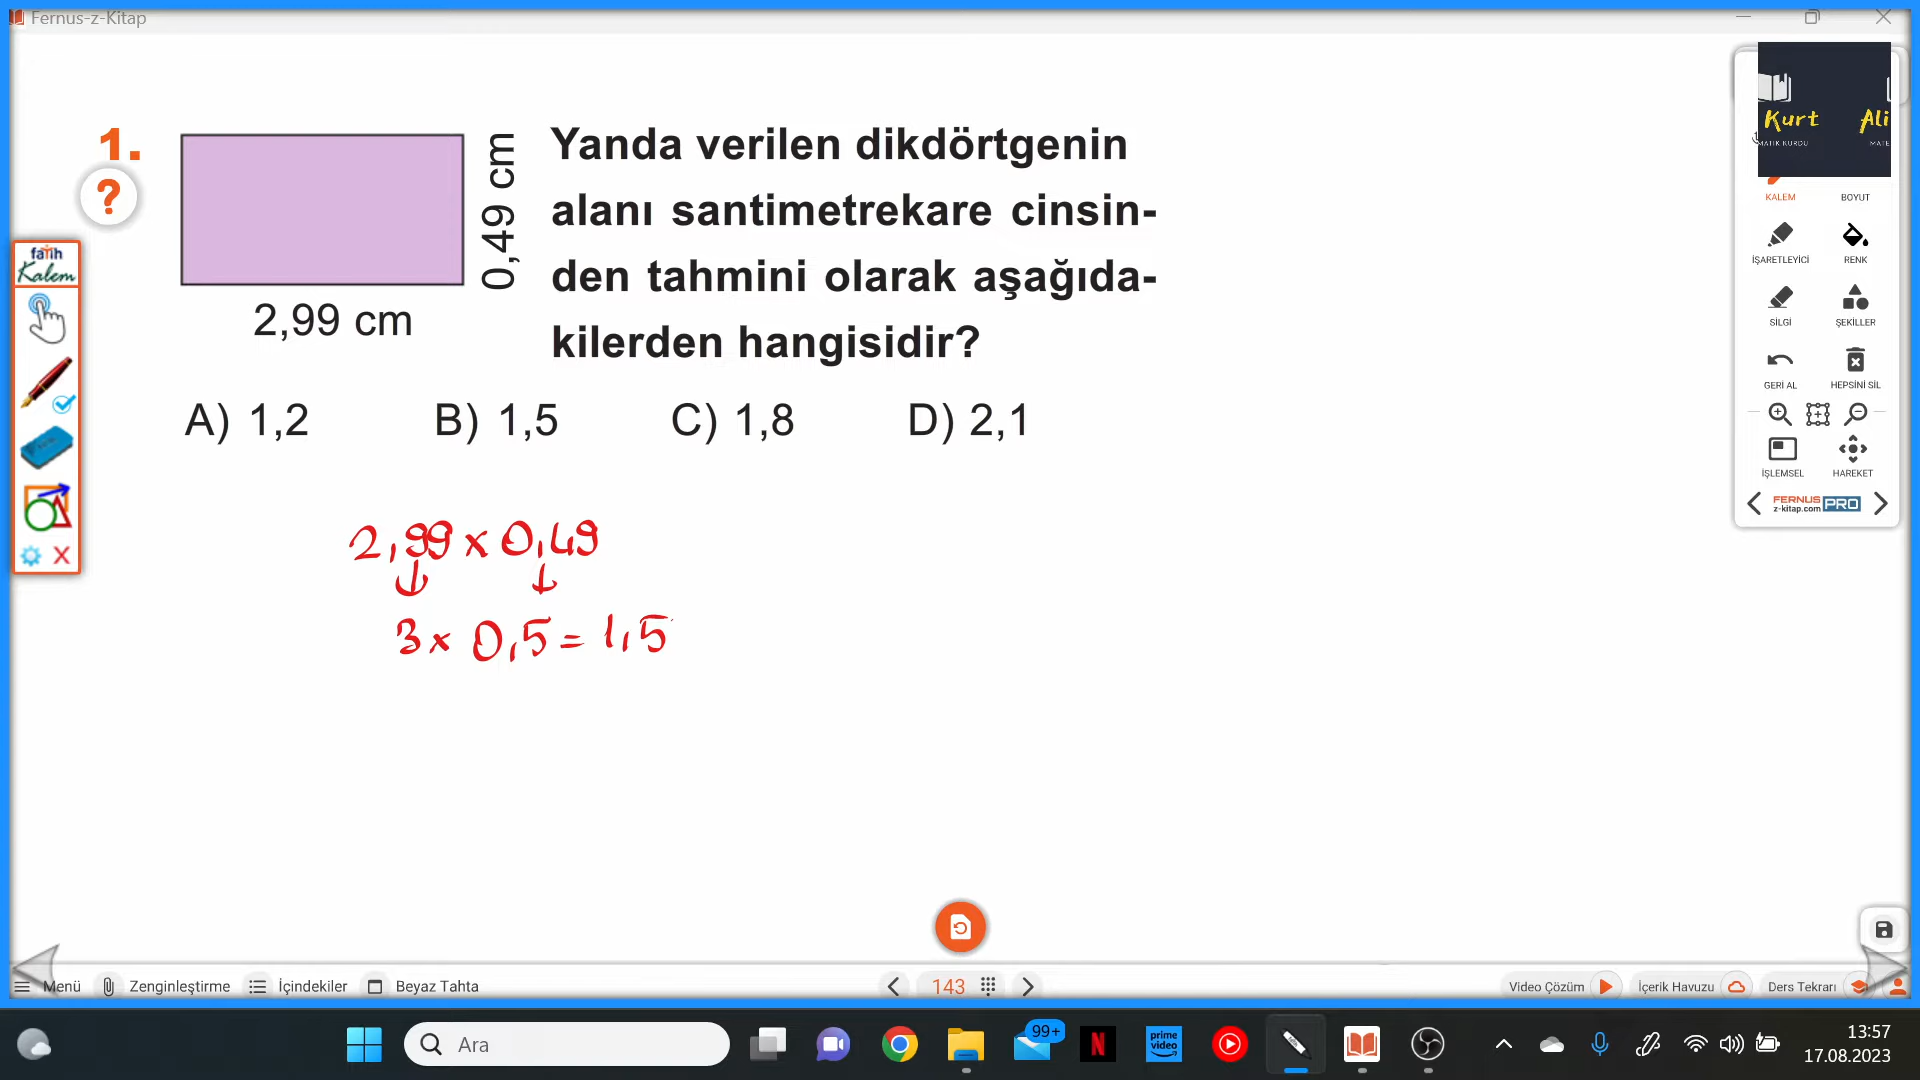 Fernus-z-Kitap
1.
?
0,49 cm
2,99 cm
Yanda verilen dikdörtgenin
alanı santimetrekare cinsin-
den tahmini olarak aşağıda-
kilerden hangisidir?
A) 1,2 B) 1,5 C) 1,8 D) 2,1
2,99 x 0,49
3 x 0,5 = 1,5
fatih
Kalem
Kurt Ali
MATİK KURDU MATE
KALEM BOYUT
İŞARETLEYİCİ RENK
SİLGİ ŞEKİLLER
GERİ AL HEPSİNİ SİL
İŞLEMSEL HAREKET
FERNUS
z-kitap.com PRO
Menü Zenginleştirme İçindekiler Beyaz Tahta 143 Video Çözüm İçerik Havuzu Ders Tekrarı
Ara
99+
N
prime
video
13:57
17.08.2023